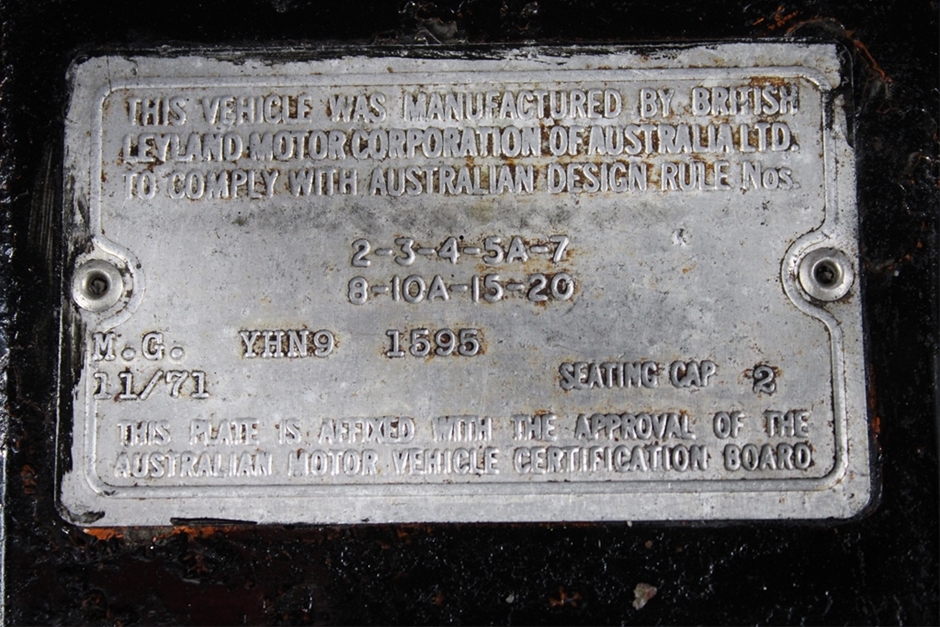 THIS VEHICLE WAS MANUFACTURED BY BRITISH
LEYLAND MOTOR CORPORATION OF AUSTRALIA LTD.
TO COMPLY WITH AUSTRALIAN DESIGN RULE Nos.
2-3-4-5A-7
8-10A-15-20
M.G. YHN9 1595
11/71
SEATING CAP 2
THIS PLATE IS AFFIXED WITH THE APPROVAL OF THE
AUSTRALIAN MOTOR VEHICLE CERTIFICATION BOARD